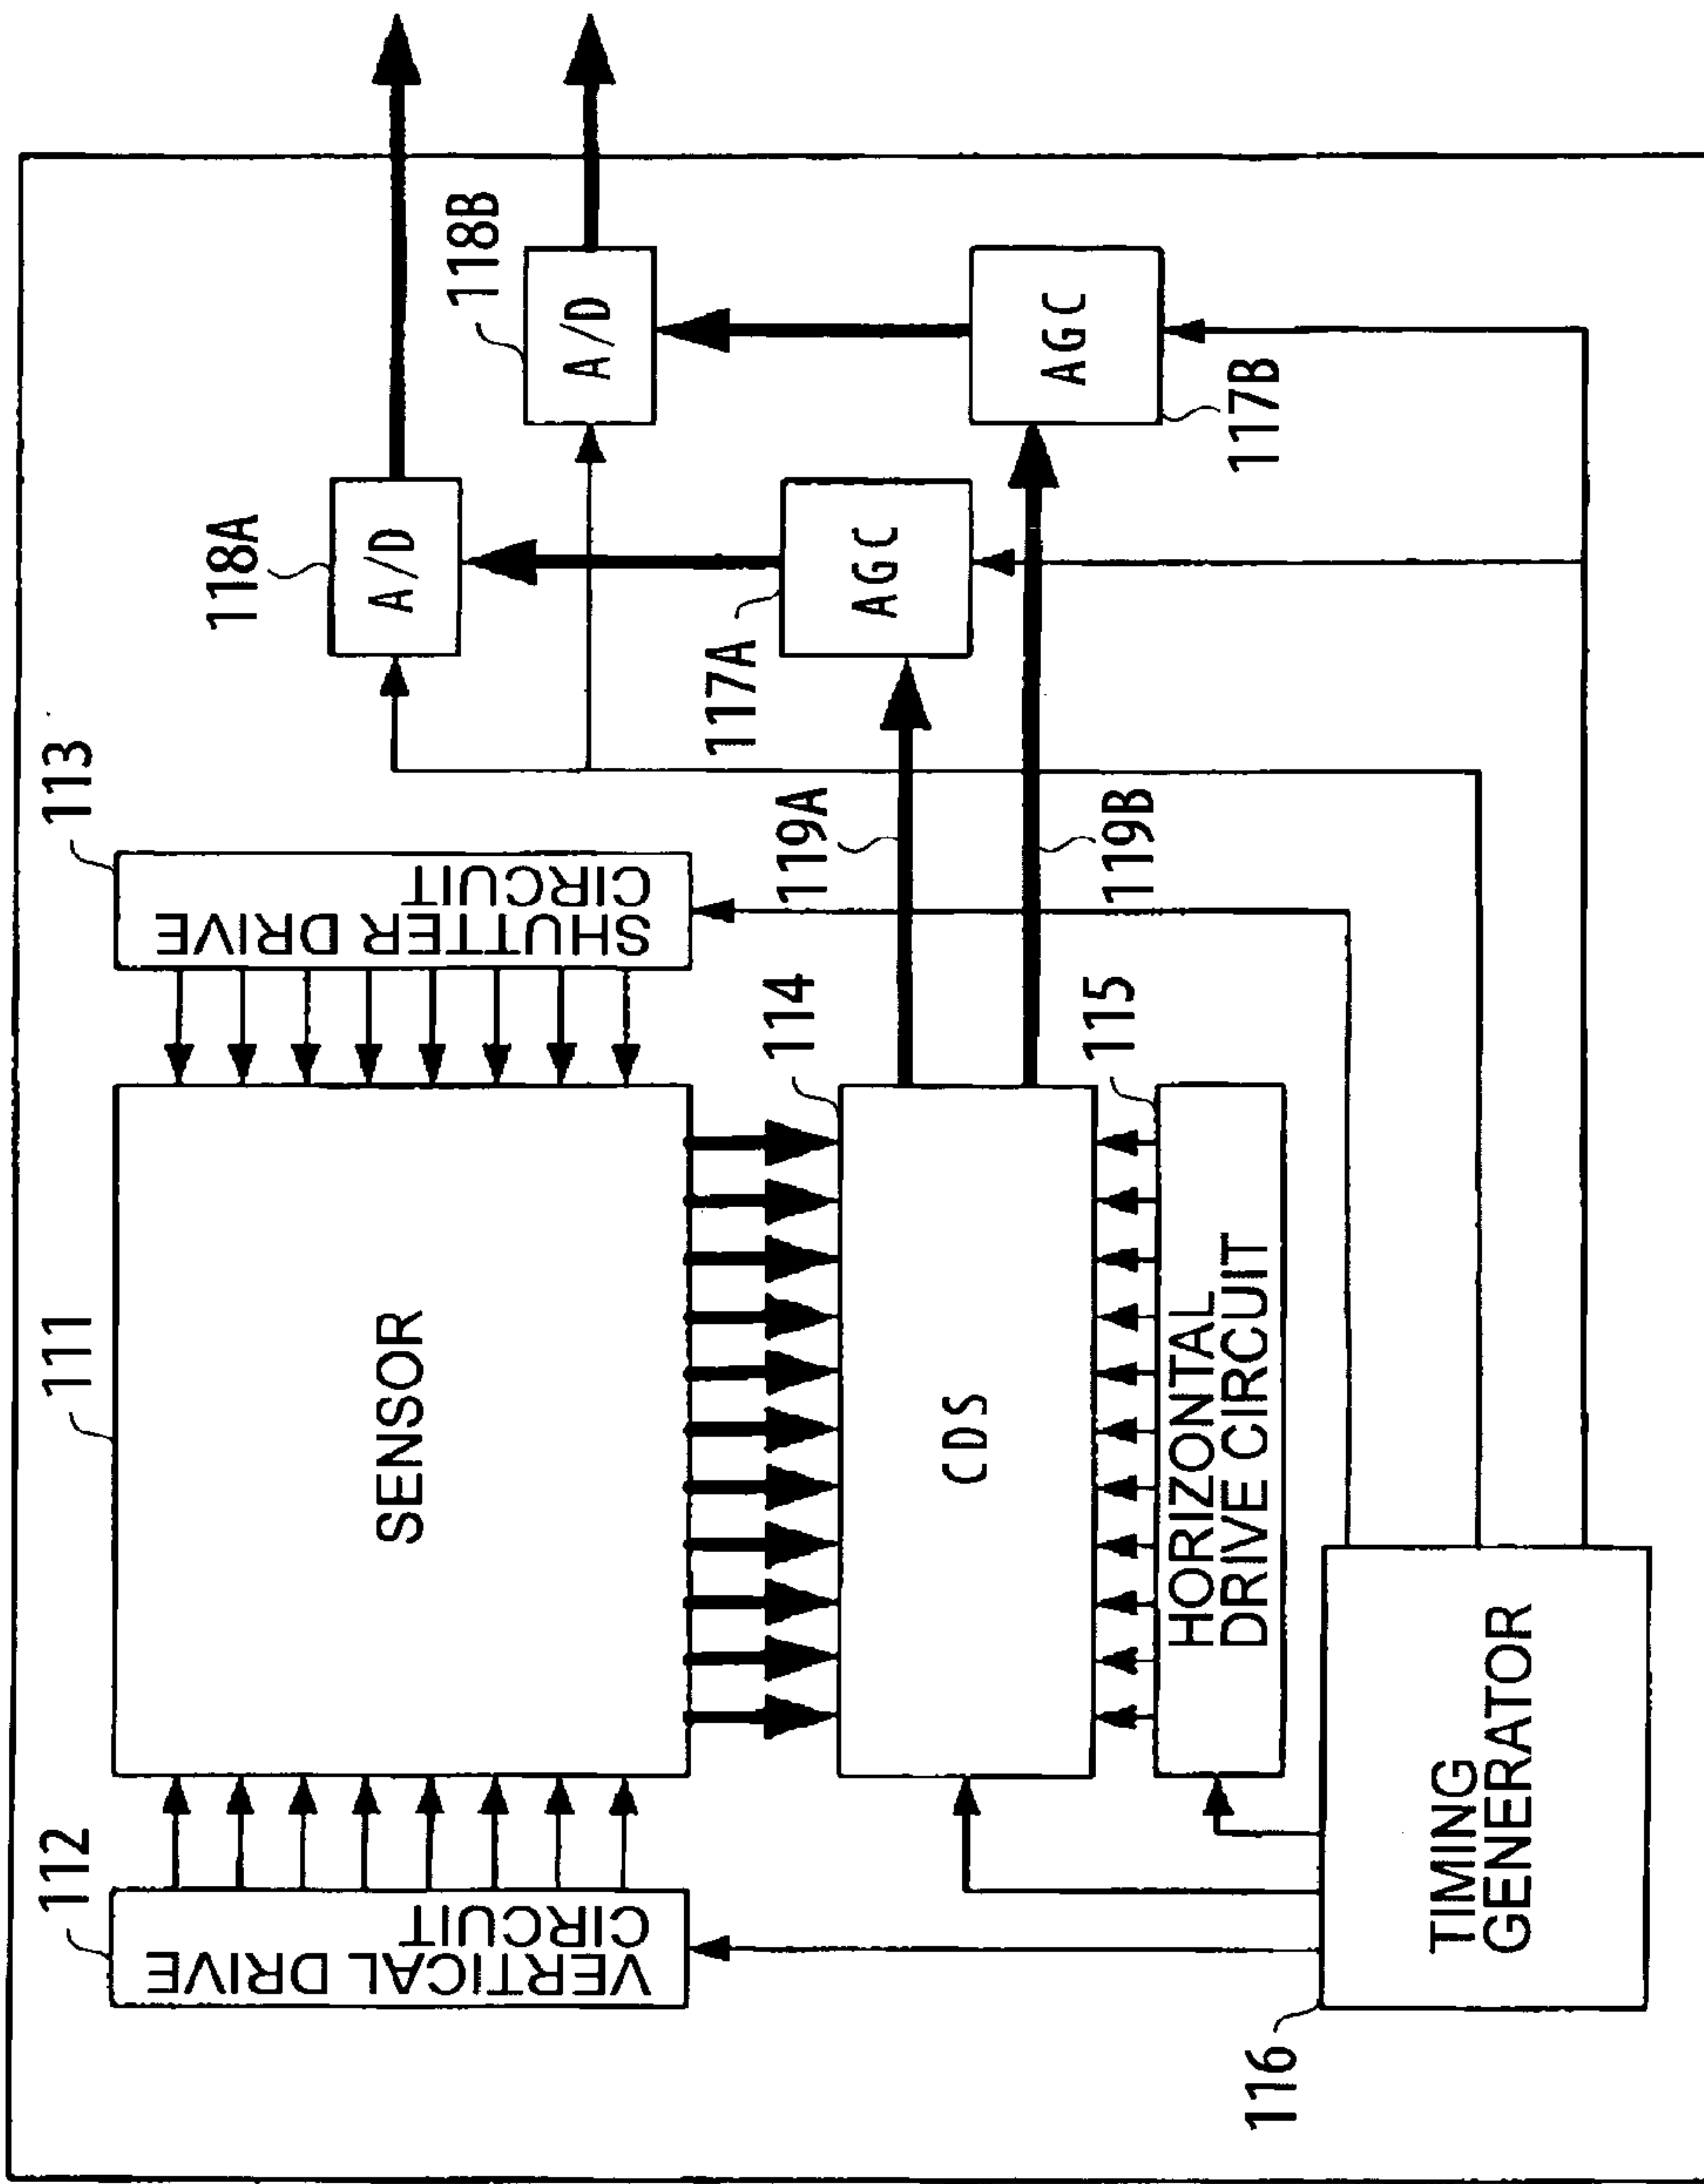 111
SENSOR
112
VERTICAL DRIVE
CIRCUIT
113
SHUTTER DRIVE
CIRCUIT
114
CDS
115
HORIZONTAL
DRIVE CIRCUIT
116
TIMING
GENERATOR
119A
119B
117A
AGC
117B
AGC
118A
A/D
118B
A/D